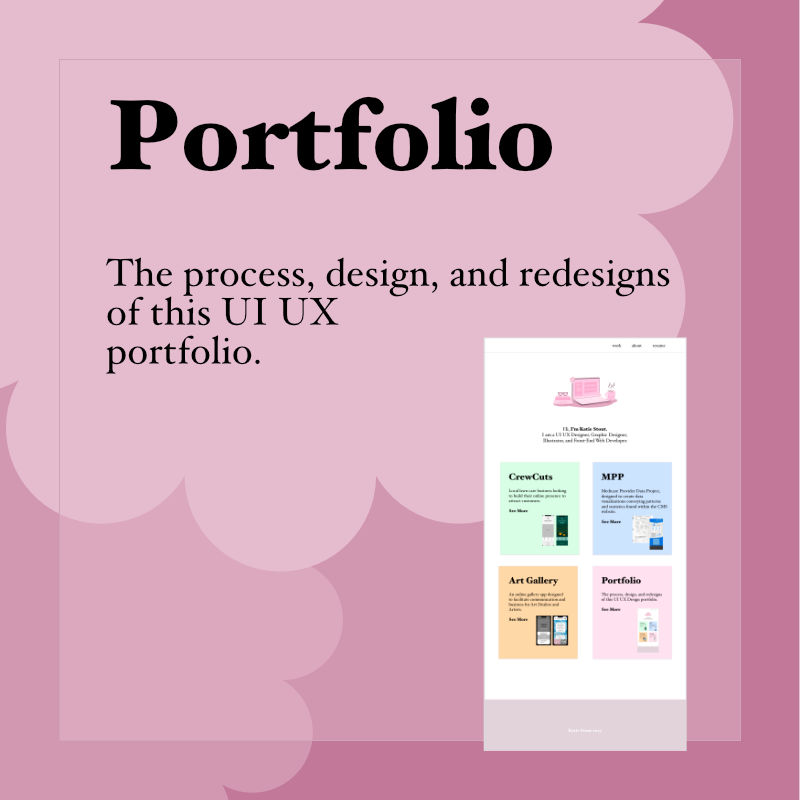 Portfolio
The process, design, and redesigns
of this UI UX
portfolio.
work about resume
Hi, I'm Katie Stout.
I am a UI UX Designer, Graphic Designer,
Illustrator, and Front-End Web Developer.
CrewCuts
Local lawn care business looking
to build their online presence to
attract customers.
See More
MPP
Medicare Provider Data Project,
designed to create data
visualizations conveying patterns
and statistics found within the CMS
website.
See More
Art Gallery
An online gallery app designed
to facilitate communication and
business for Art Dealers and
Artists.
See More
Portfolio
The process, design, and redesigns
of this UI UX Design portfolio.
See More